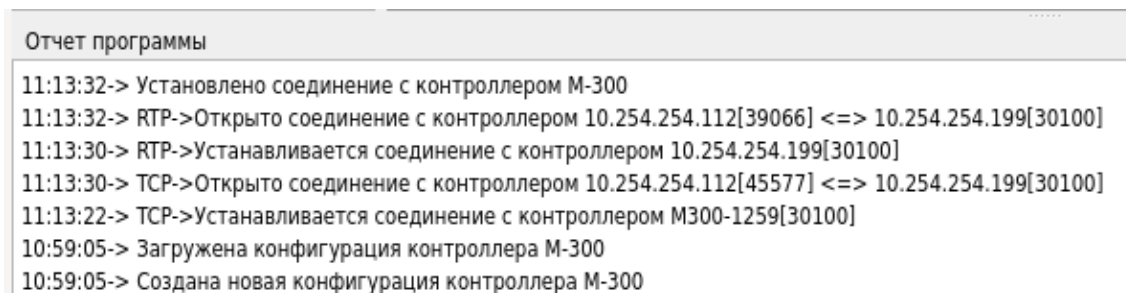 Отчет программы
11:13:32-> Установлено соединение с контроллером М-300
11:13:32-> RTP->Открыто соединение с контроллером 10.254.254.112[39066] <=> 10.254.254.199[30100]
11:13:30-> RTP->Устанавливается соединение с контроллером 10.254.254.199[30100]
11:13:30-> TCP->Открыто соединение с контроллером 10.254.254.112[45577] <=> 10.254.254.199[30100]
11:13:22-> TCP->Устанавливается соединение с контроллером M300-1259[30100]
10:59:05-> Загружена конфигурация контроллера М-300
10:59:05-> Создана новая конфигурация контроллера М-300